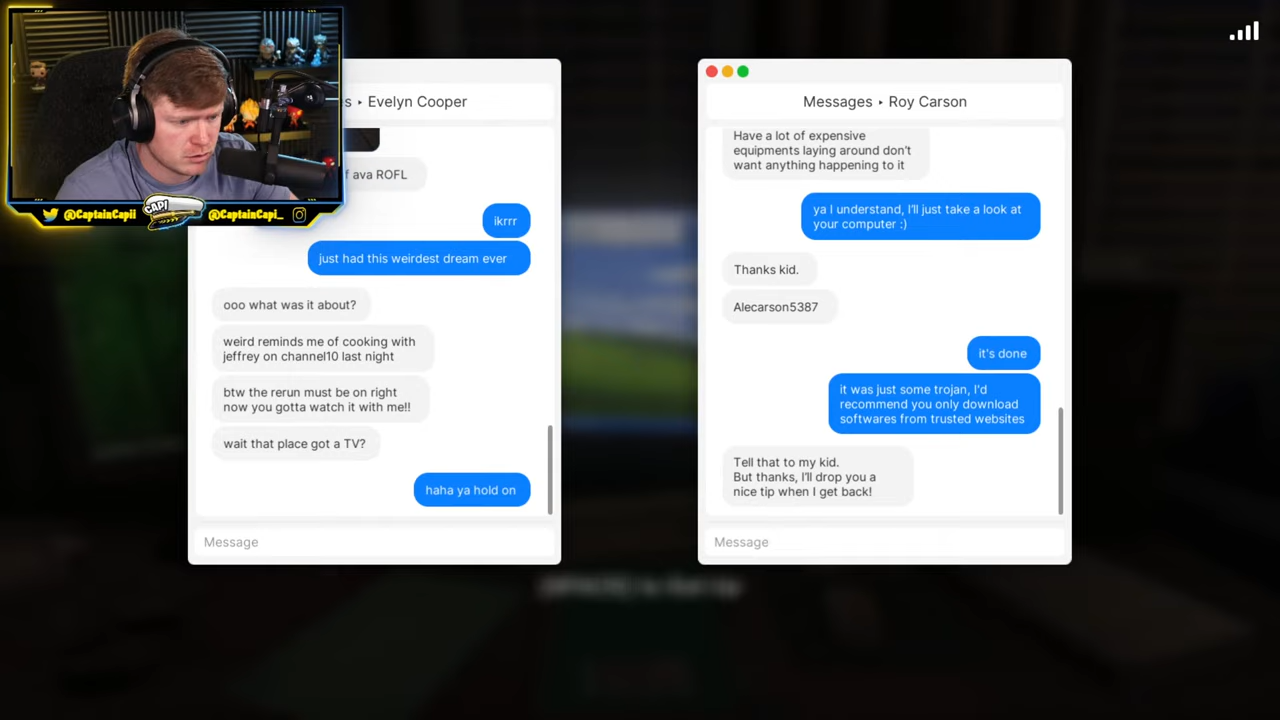 @CaptainCapii
CAPI
@CaptainCapi_
s ▸ Evelyn Cooper
f ava ROFL
ikrrr
just had this weirdest dream ever
ooo what was it about?
weird reminds me of cooking with
jeffrey on channel10 last night
btw the rerun must be on right
now you gotta watch it with me!!
wait that place got a TV?
haha ya hold on
Message
Messages ▸ Roy Carson
Have a lot of expensive
equipments laying around don't
want anything happening to it
ya I understand, I'll just take a look at
your computer :)
Thanks kid.
Alecarson5387
it's done
it was just some trojan, I'd
recommend you only download
softwares from trusted websites
Tell that to my kid.
But thanks, I'll drop you a
nice tip when I get back!
Message